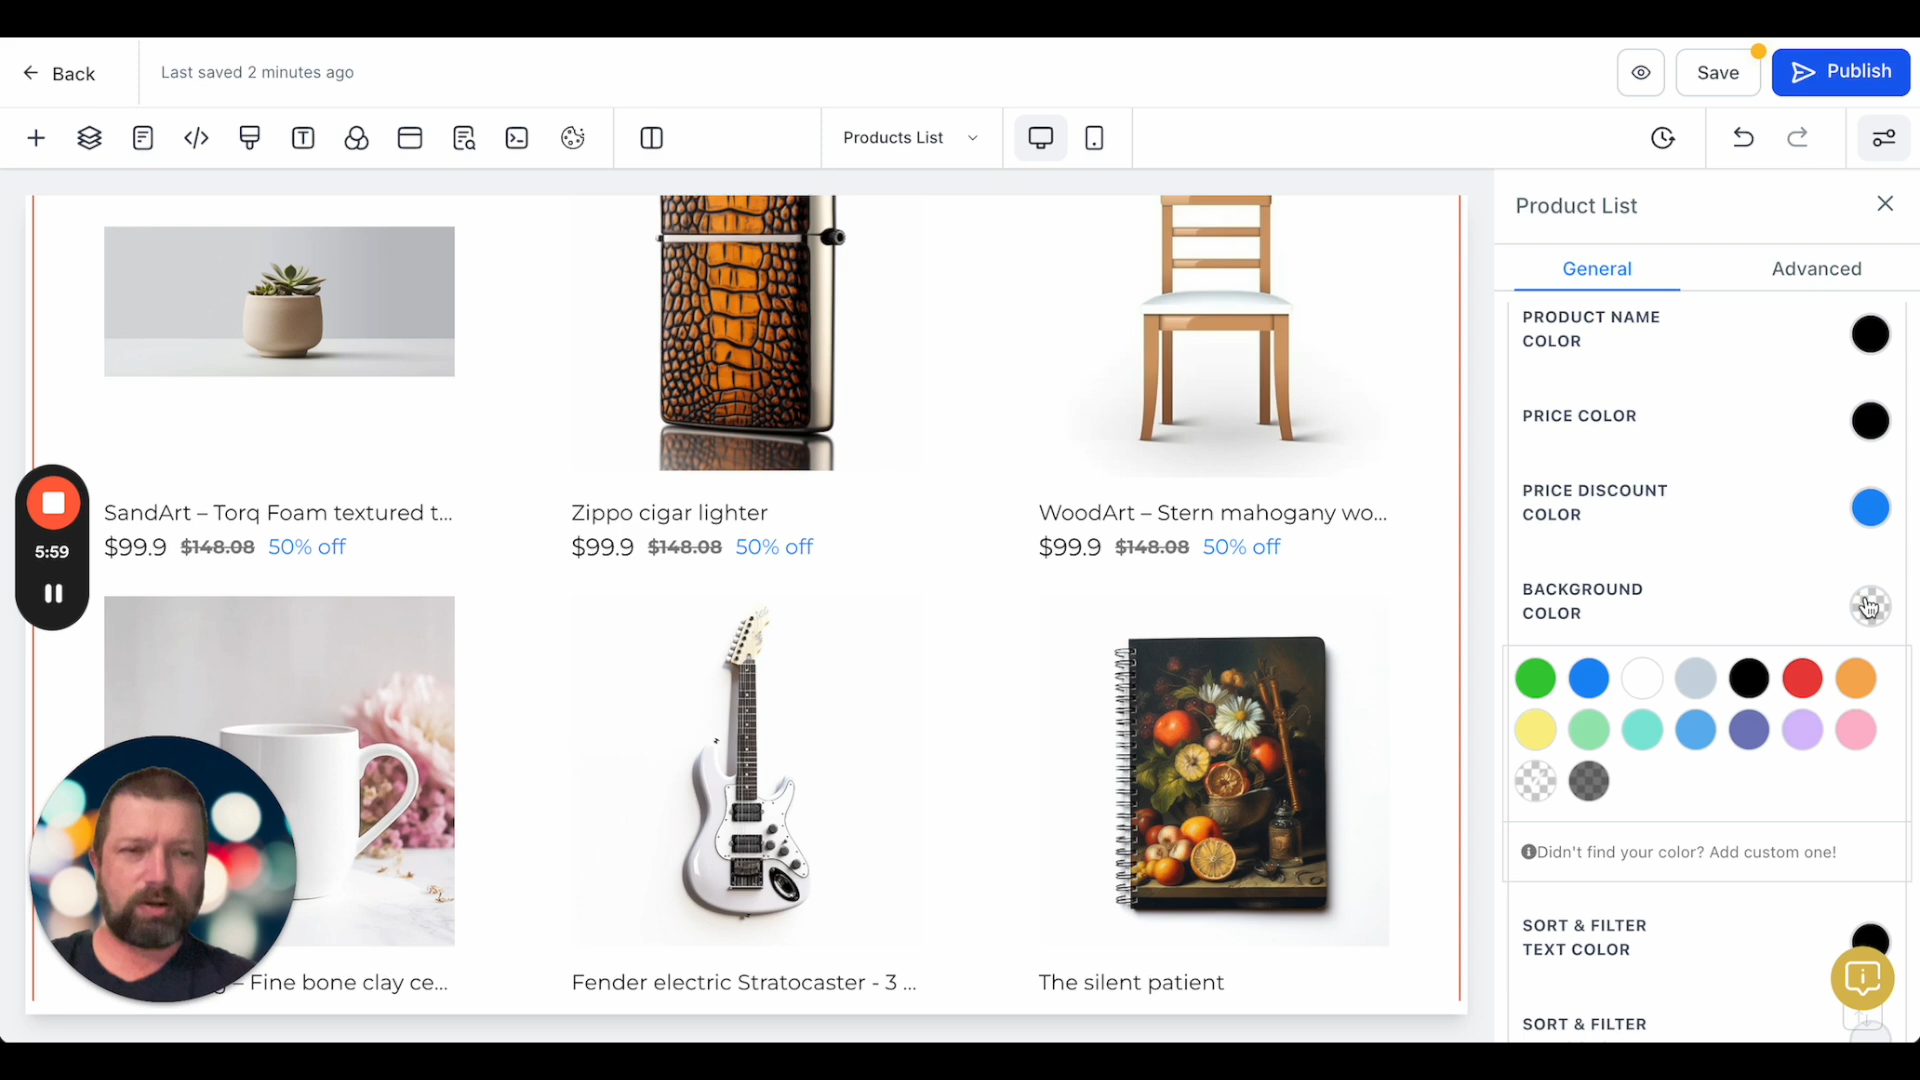 Back
Last saved 2 minutes ago
Save
Publish
Products List
Product List
General
Advanced
PRODUCT NAME
COLOR
PRICE COLOR
PRICE DISCOUNT
COLOR
BACKGROUND
COLOR
Didn't find your color? Add custom one!
SORT & FILTER
TEXT COLOR
SORT & FILTER
5:59
SandArt – Torq Foam textured t...
$99.9 $148.08 50% off
Zippo cigar lighter
$99.9 $148.08 50% off
WoodArt – Stern mahogany wo...
$99.9 $148.08 50% off
– Fine bone clay ce...
Fender electric Stratocaster - 3 ...
The silent patient